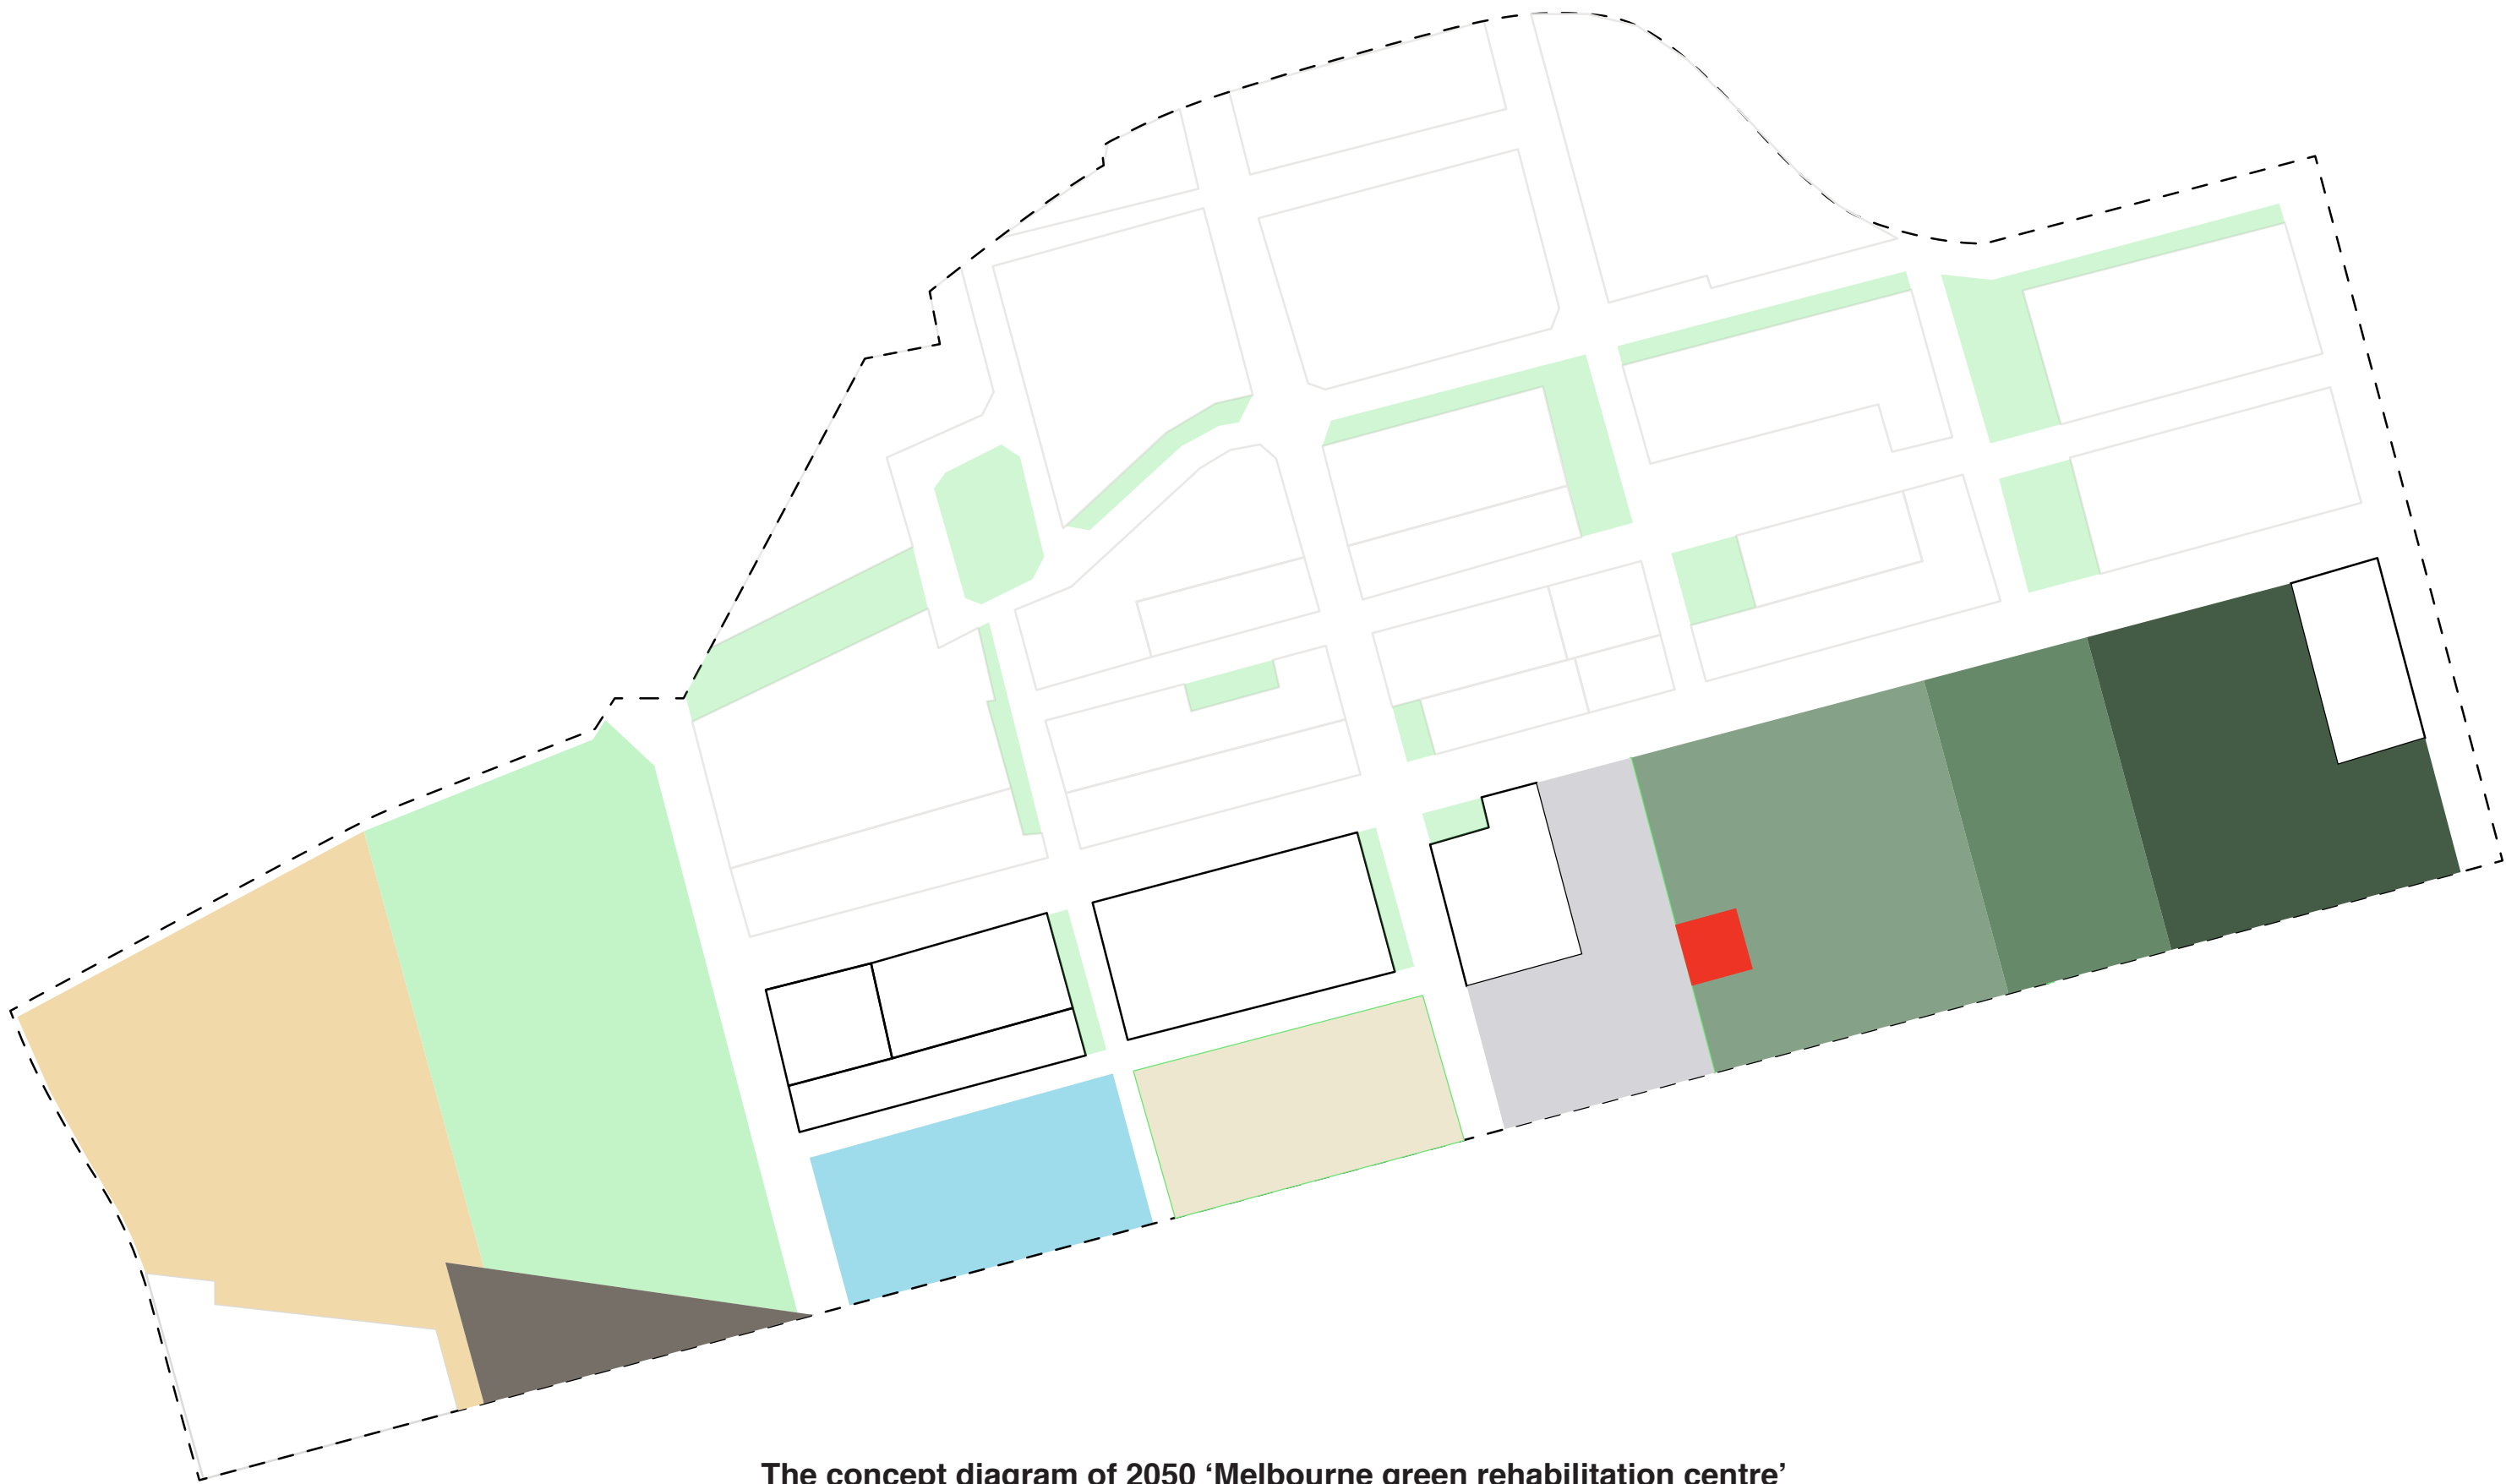 The concept diagram of 2050 ‘Melbourne green rehabilitation centre’